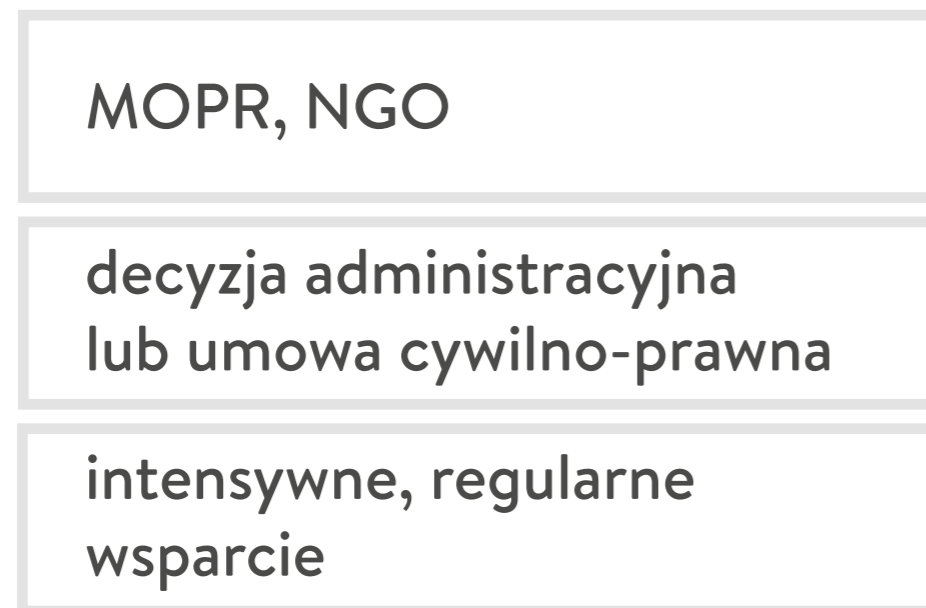 MOPR, NGO
decyzja administracyjna
lub umowa cywilno-prawna
intensywne, regularne
wsparcie